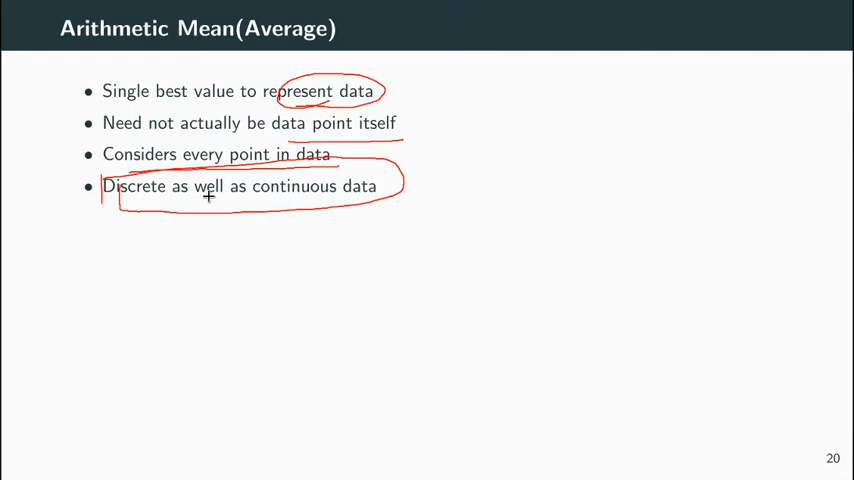 Arithmetic Mean(Average)
• Single best value to represent data
• Need not actually be data point itself
• Considers every point in data
• Discrete as well as continuous data
20